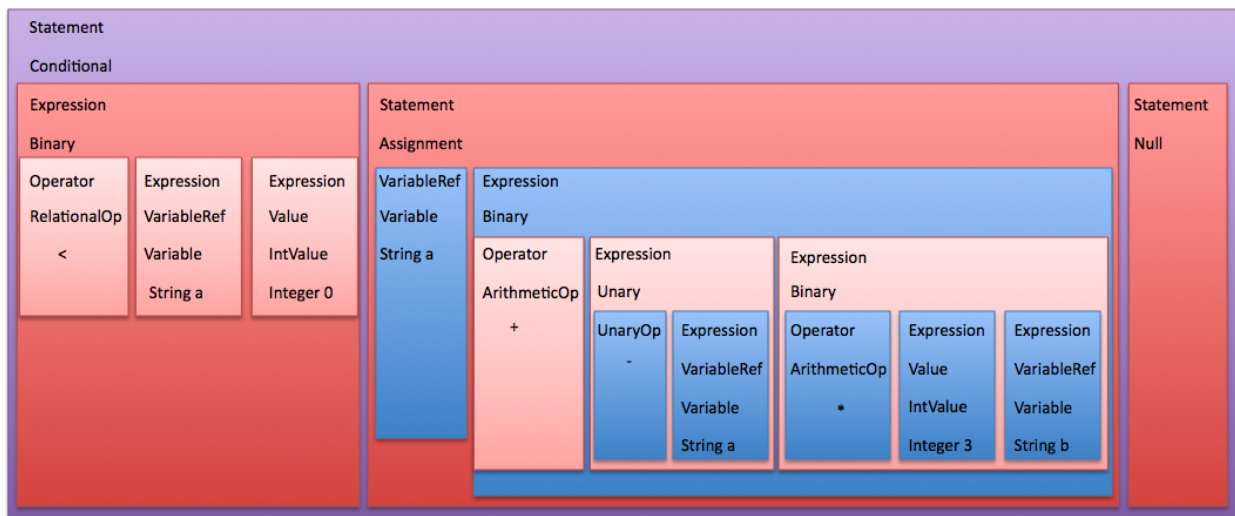 Statement
Conditional
Expression
Binary
Operator
RelationalOp
<
Expression
VariableRef
Variable
String a
Expression
Value
IntValue
Integer 0
Statement
Assignment
VariableRef
Variable
String a
Expression
Binary
Operator
ArithmeticOp
+
Expression
Unary
UnaryOp
-
Expression
VariableRef
Variable
String a
Expression
Binary
Operator
ArithmeticOp
*
Expression
Value
IntValue
Integer 3
Expression
VariableRef
Variable
String b
Statement
Null